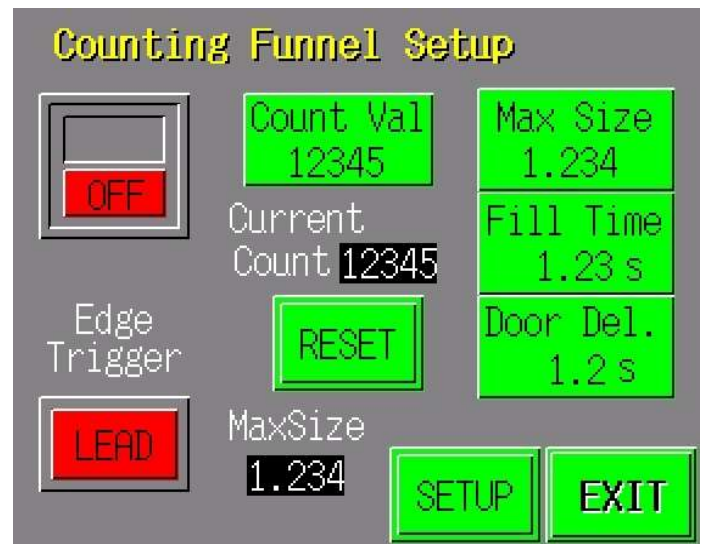 Counting Funnel Setup
OFF
Count Val
12345
Max Size
1.234
Current
Count 12345
Fill Time
1.23 s
Edge
Trigger
RESET
Door Del.
1.2 s
LEAD
MaxSize
1.234
SETUP
EXIT